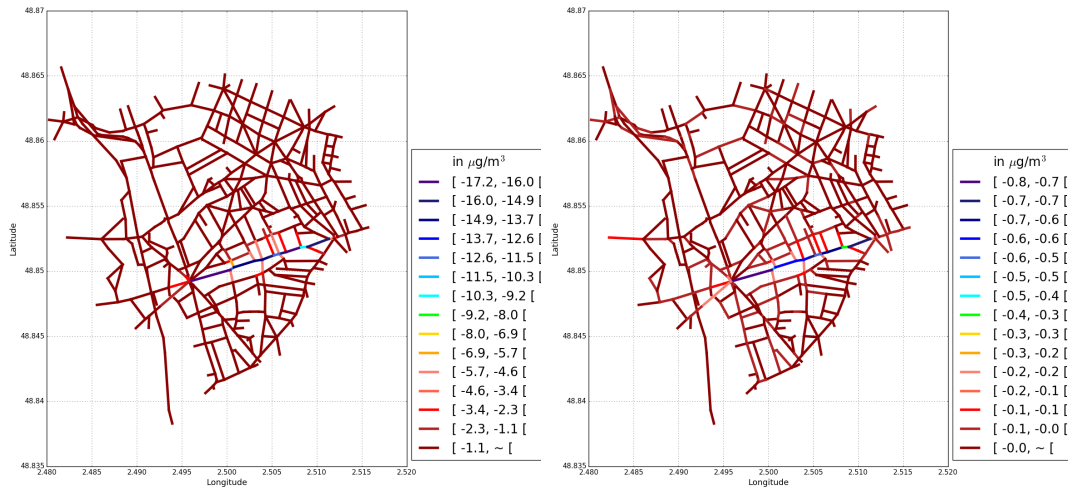 48.87
48.865
48.86
48.855
48.85
48.845
48.84
48.835
Latitude
2.480 2.485 2.490 2.495 2.500 2.505 2.510 2.515 2.520
Longitude
in μg/m³
[ -17.2, -16.0 [
[ -16.0, -14.9 [
[ -14.9, -13.7 [
[ -13.7, -12.6 [
[ -12.6, -11.5 [
[ -11.5, -10.3 [
[ -10.3, -9.2 [
[ -9.2, -8.0 [
[ -8.0, -6.9 [
[ -6.9, -5.7 [
[ -5.7, -4.6 [
[ -4.6, -3.4 [
[ -3.4, -2.3 [
[ -2.3, -1.1 [
[ -1.1, ~ [
48.87
48.865
48.86
48.855
48.85
48.845
48.84
48.835
Latitude
2.480 2.485 2.490 2.495 2.500 2.505 2.510 2.515 2.520
Longitude
in μg/m³
[ -0.8, -0.7 [
[ -0.7, -0.7 [
[ -0.7, -0.6 [
[ -0.6, -0.6 [
[ -0.6, -0.5 [
[ -0.5, -0.5 [
[ -0.5, -0.4 [
[ -0.4, -0.3 [
[ -0.3, -0.3 [
[ -0.3, -0.2 [
[ -0.2, -0.2 [
[ -0.2, -0.1 [
[ -0.1, -0.1 [
[ -0.1, -0.0 [
[ -0.0, ~ [